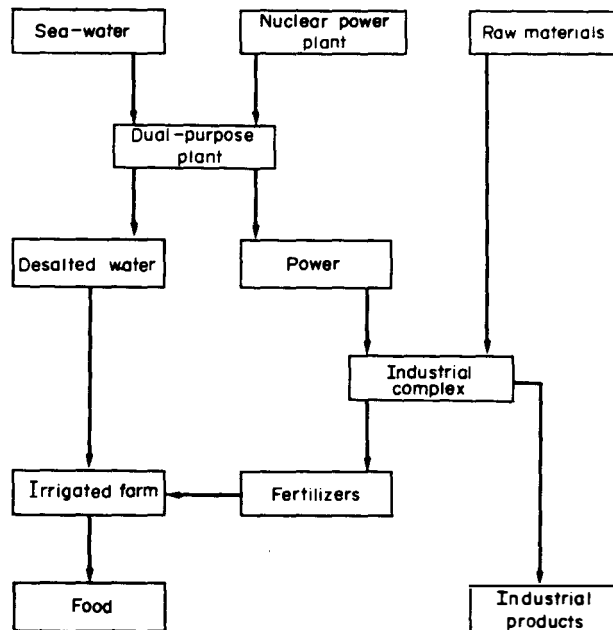 Sea-water
Nuclear power
plant
Raw materials
Dual-purpose
plant
Desalted water
Power
Industrial
complex
Irrigated farm
Fertilizers
Food
Industrial
products